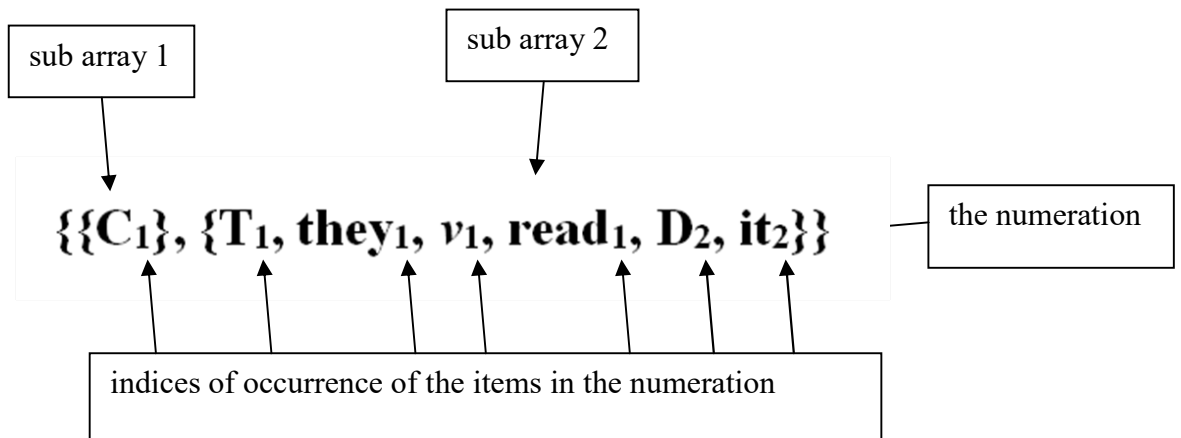 sub array 1
sub array 2
{{C₁}, {T₁, they₁, v₁, read₁, D₂, it₂}}
the numeration
indices of occurrence of the items in the numeration